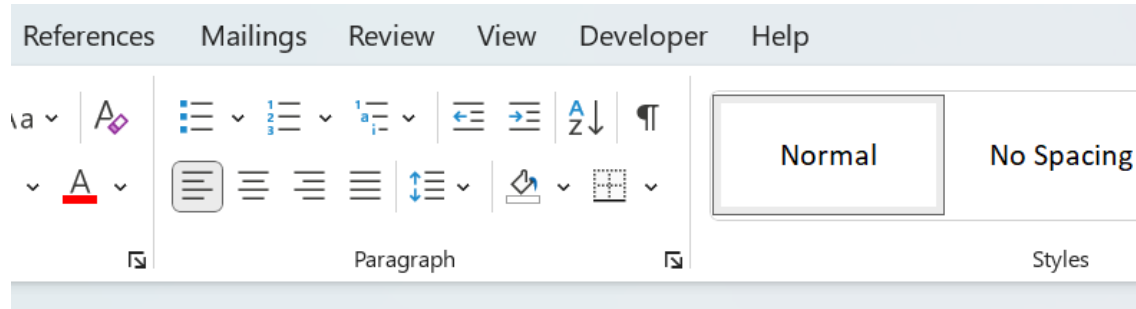 References Mailings Review View Developer Help
Aa
Normal No Spacing
A
Paragraph Styles